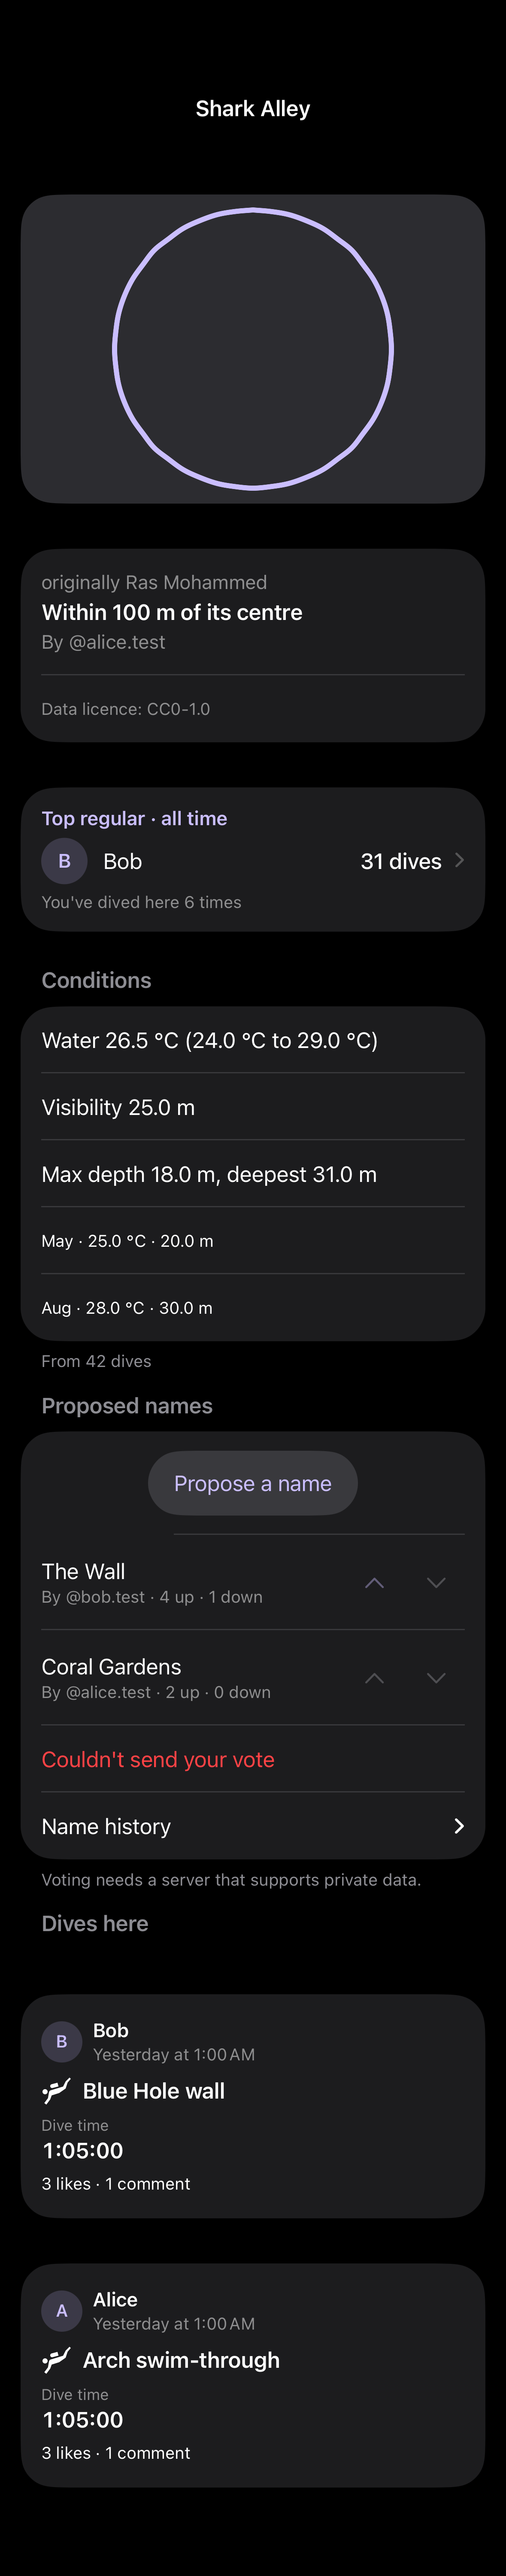 Shark Alley
originally Ras Mohammed
Within 100 m of its centre
By @alice.test
Data licence: CC0-1.0
Top regular · all time
B
Bob
31 dives
You've dived here 6 times
Conditions
Water 26.5 °C (24.0 °C to 29.0 °C)
Visibility 25.0 m
Max depth 18.0 m, deepest 31.0 m
May · 25.0 °C · 20.0 m
Aug · 28.0 °C · 30.0 m
From 42 dives
Proposed names
Propose a name
The Wall
By @bob.test · 4 up · 1 down
Coral Gardens
By @alice.test · 2 up · 0 down
Couldn't send your vote
Name history
Voting needs a server that supports private data.
Dives here
B
Bob
Yesterday at 1:00 AM
Blue Hole wall
Dive time
1:05:00
3 likes · 1 comment
A
Alice
Yesterday at 1:00 AM
Arch swim-through
Dive time
1:05:00
3 likes · 1 comment